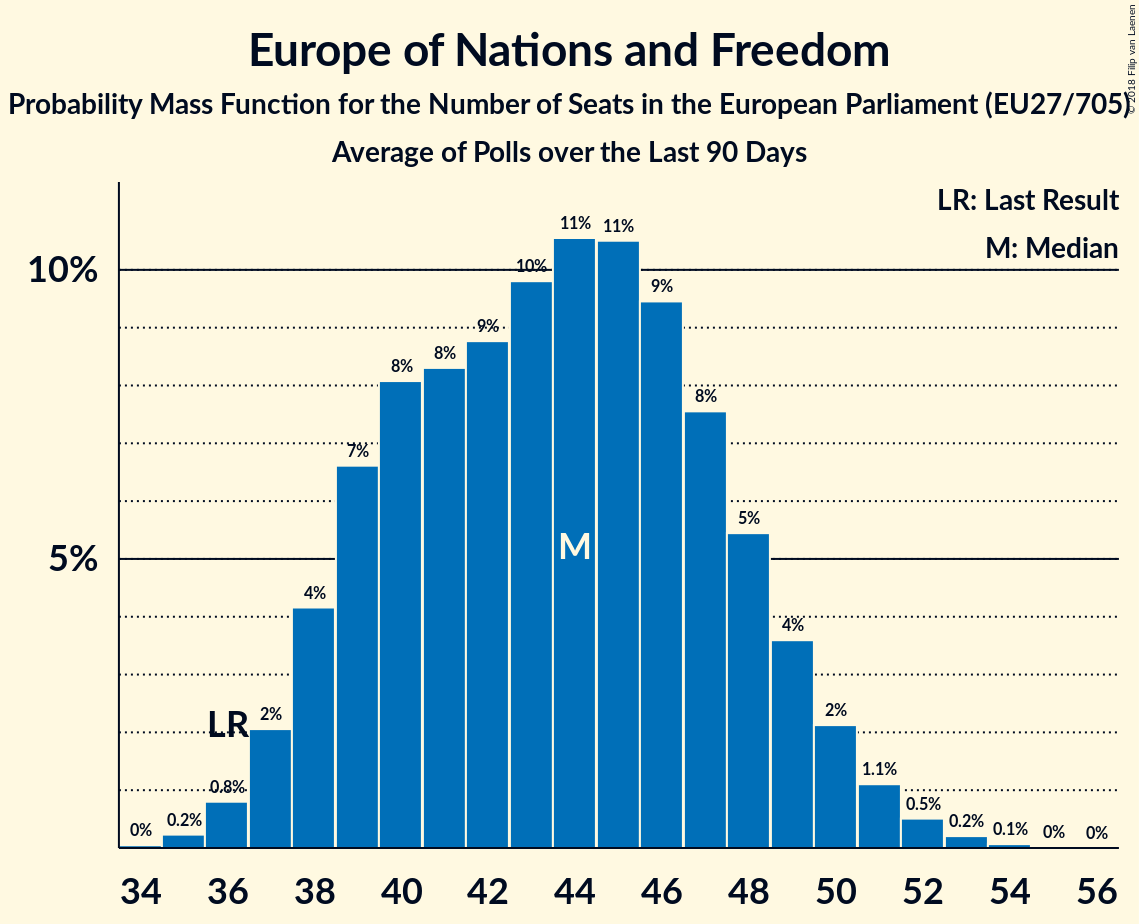 Europe of Nations and Freedom
Probability Mass Function for the Number of Seats in the European Parliament (EU27/705)
Average of Polls over the Last 90 Days
© 2018 Filip van Laenen
LR: Last Result
M: Median
10%
5%
0%
0.2%
0.8%
LR
2%
4%
7%
8%
8%
9%
10%
11%
M
11%
9%
8%
5%
4%
2%
1.1%
0.5%
0.2%
0.1%
0%
0%
34 36 38 40 42 44 46 48 50 52 54 56